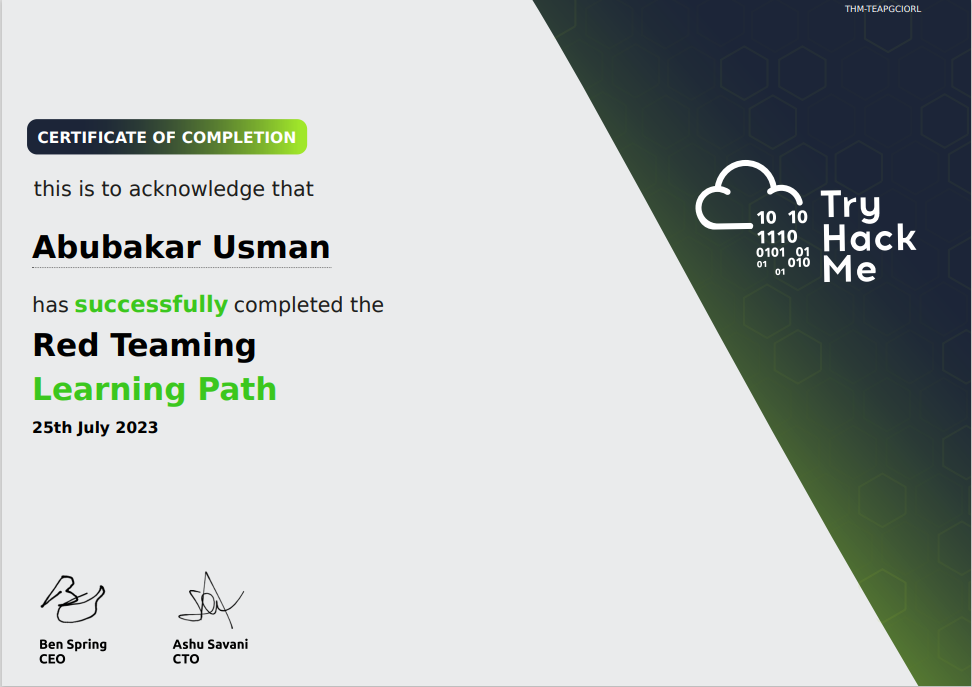 THM-TEAPGCIORL
CERTIFICATE OF COMPLETION
this is to acknowledge that
Abubakar Usman
has successfully completed the
Red Teaming
Learning Path
25th July 2023
10 10
1110
0101 01
01 010
01
Try
Hack
Me
Ben Spring
CEO
Ashu Savani
CTO